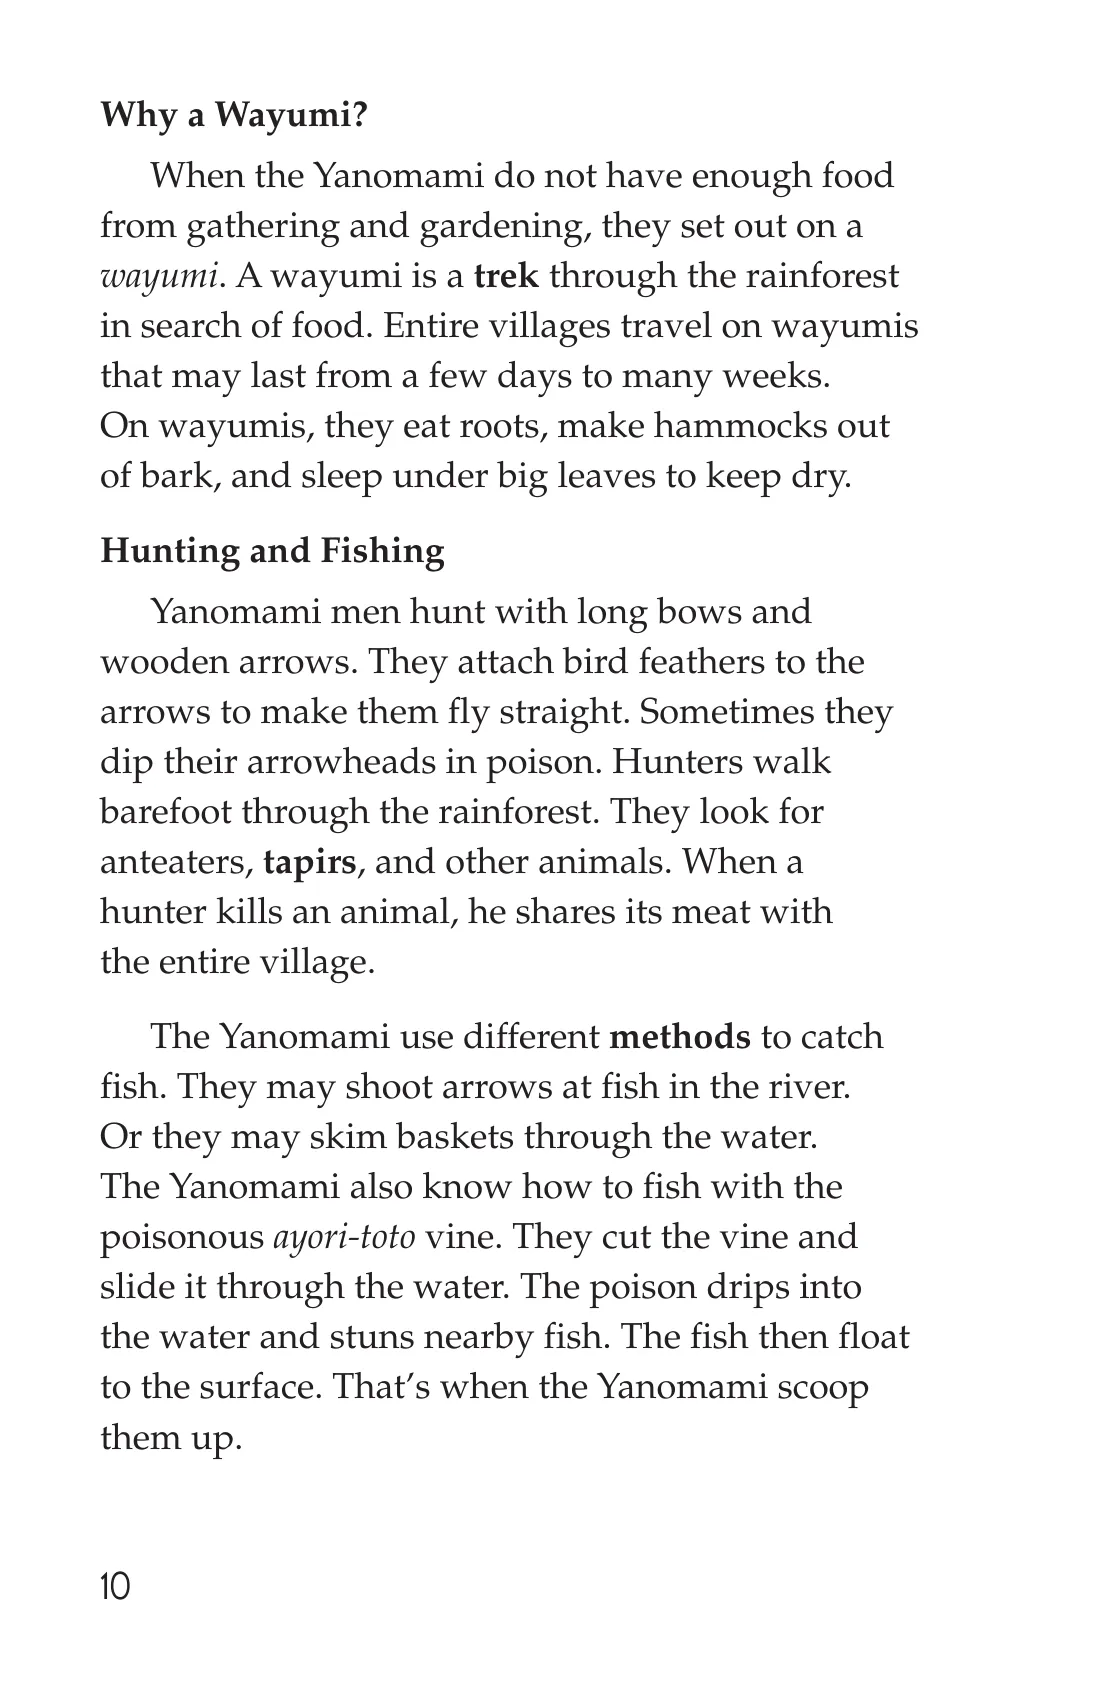 Why a Wayumi?
When the Yanomami do not have enough food
from gathering and gardening, they set out on a
wayumi. A wayumi is a trek through the rainforest
in search of food. Entire villages travel on wayumis
that may last from a few days to many weeks.
On wayumis, they eat roots, make hammocks out
of bark, and sleep under big leaves to keep dry.
Hunting and Fishing
Yanomami men hunt with long bows and
wooden arrows. They attach bird feathers to the
arrows to make them fly straight. Sometimes they
dip their arrowheads in poison. Hunters walk
barefoot through the rainforest. They look for
anteaters, tapirs, and other animals. When a
hunter kills an animal, he shares its meat with
the entire village.
The Yanomami use different methods to catch
fish. They may shoot arrows at fish in the river.
Or they may skim baskets through the water.
The Yanomami also know how to fish with the
poisonous ayori-toto vine. They cut the vine and
slide it through the water. The poison drips into
the water and stuns nearby fish. The fish then float
to the surface. That’s when the Yanomami scoop
them up.
10